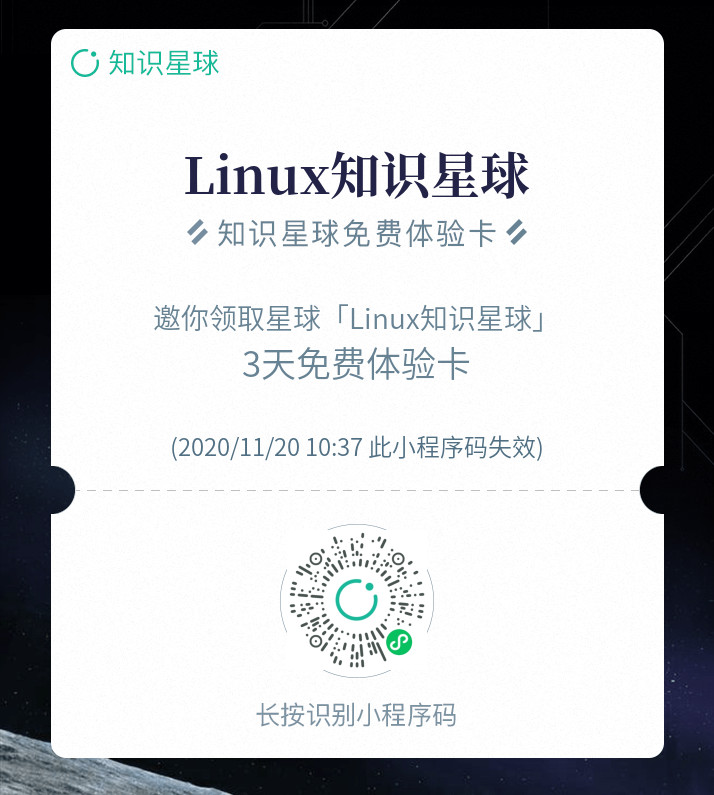 知识星球
Linux知识星球
知识星球免费体验卡
邀你领取星球「Linux知识星球」
3天免费体验卡
(2020/11/20 10:37 此小程序码失效)
长按识别小程序码